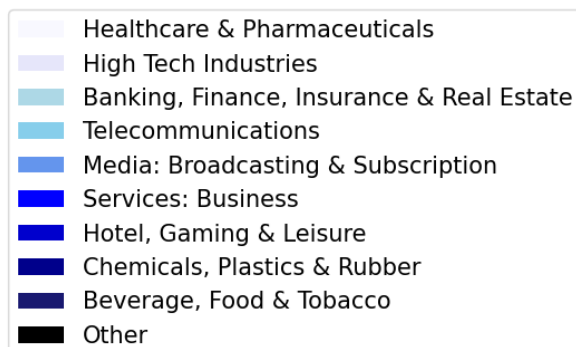 Healthcare & Pharmaceuticals
High Tech Industries
Banking, Finance, Insurance & Real Estate
Telecommunications
Media: Broadcasting & Subscription
Services: Business
Hotel, Gaming & Leisure
Chemicals, Plastics & Rubber
Beverage, Food & Tobacco
Other